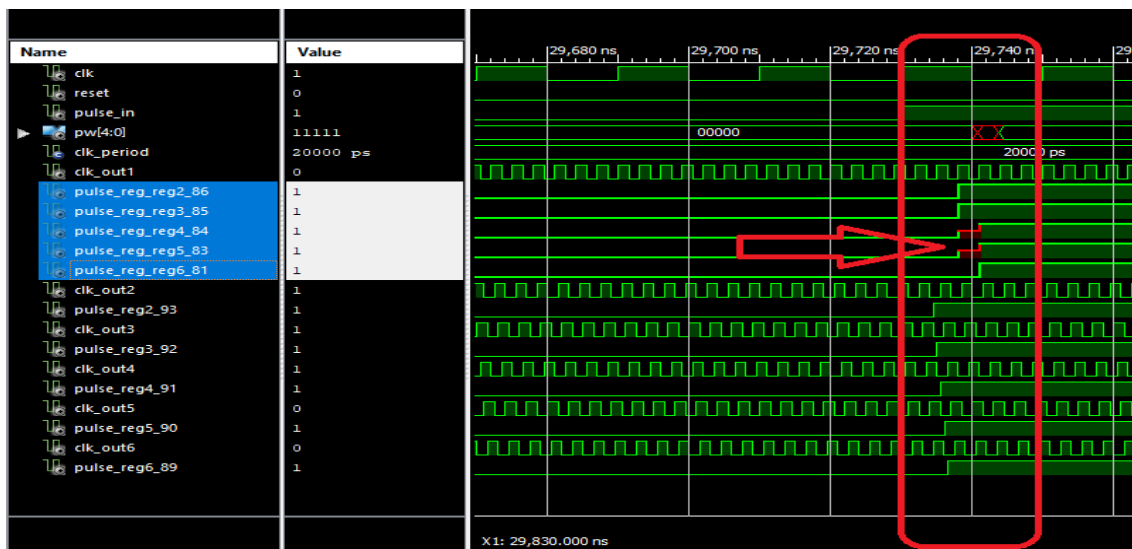 Name Value
29,680 ns 29,700 ns 29,720 ns 29,740 n 29
clk 1
reset 0
pulse_in 1
pw[4:0] 11111 00000
clk_period 20000 ps 20000 ps
clk_out1 0
pulse_reg_reg2_86 1
pulse_reg_reg3_85 1
pulse_reg_reg4_84 1
pulse_reg_reg5_83 1
pulse_reg_reg6_81 1
clk_out2 1
pulse_reg2_93 1
clk_out3 1
pulse_reg3_92 1
clk_out4 1
pulse_reg4_91 1
clk_out5 0
pulse_reg5_90 1
clk_out6 0
pulse_reg6_89 1
X1: 29,830.000 ns